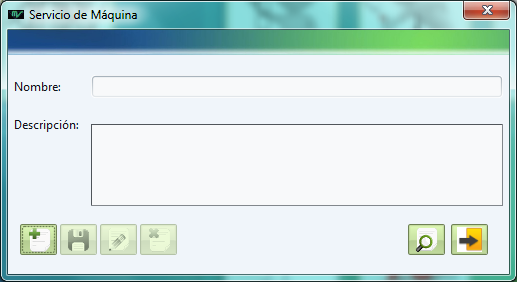 Servicio de Máquina
Nombre:
Descripción: